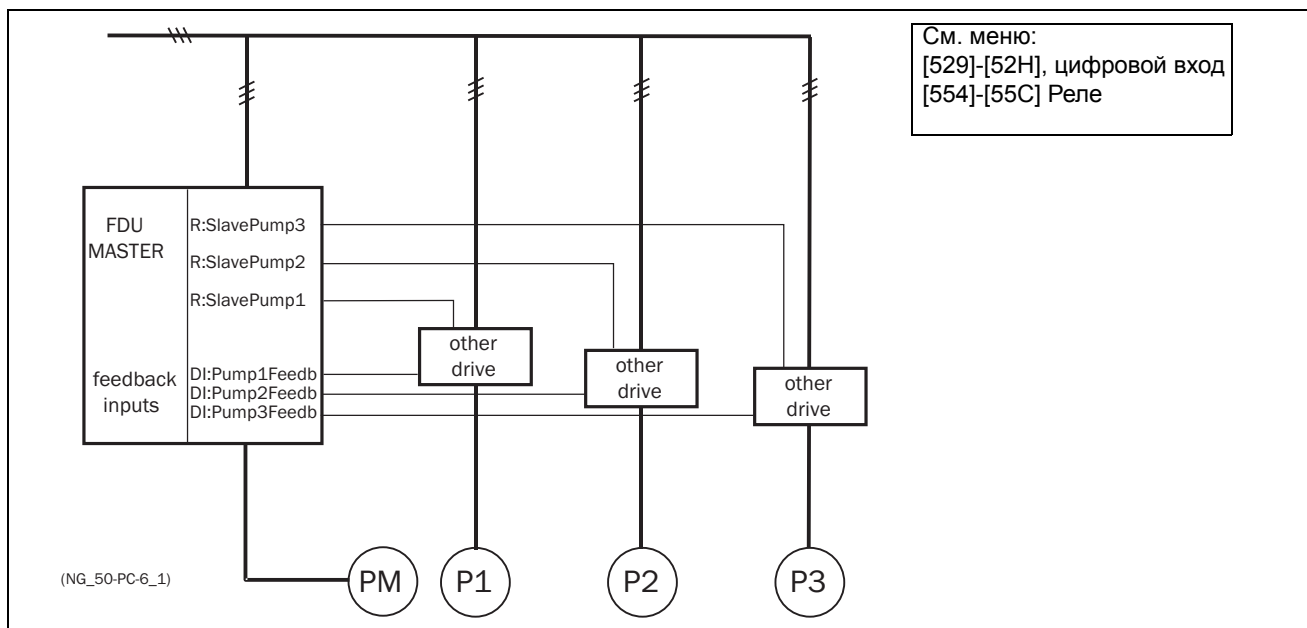 См. меню:
[529]-[52H], цифровой вход
[554]-[55C] Реле
FDU
MASTER
R:SlavePump3
R:SlavePump2
R:SlavePump1
feedback
inputs
DI:Pump1Feedb
DI:Pump2Feedb
DI:Pump3Feedb
other
drive
other
drive
other
drive
(NG_50-PC-6_1)
PM
P1
P2
P3